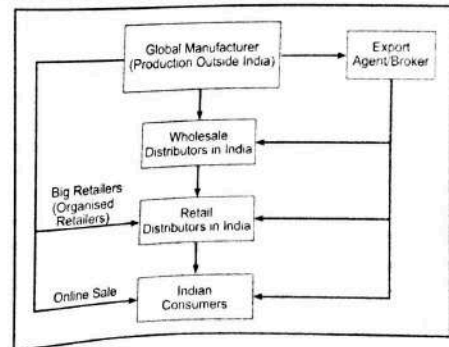 Global Manufacturer
(Production Outside India)
Export
Agent/Broker
Wholesale
Distributors in India
Big Retailers
(Organised
Retailers)
Retail
Distributors in India
Online Sale
Indian
Consumers